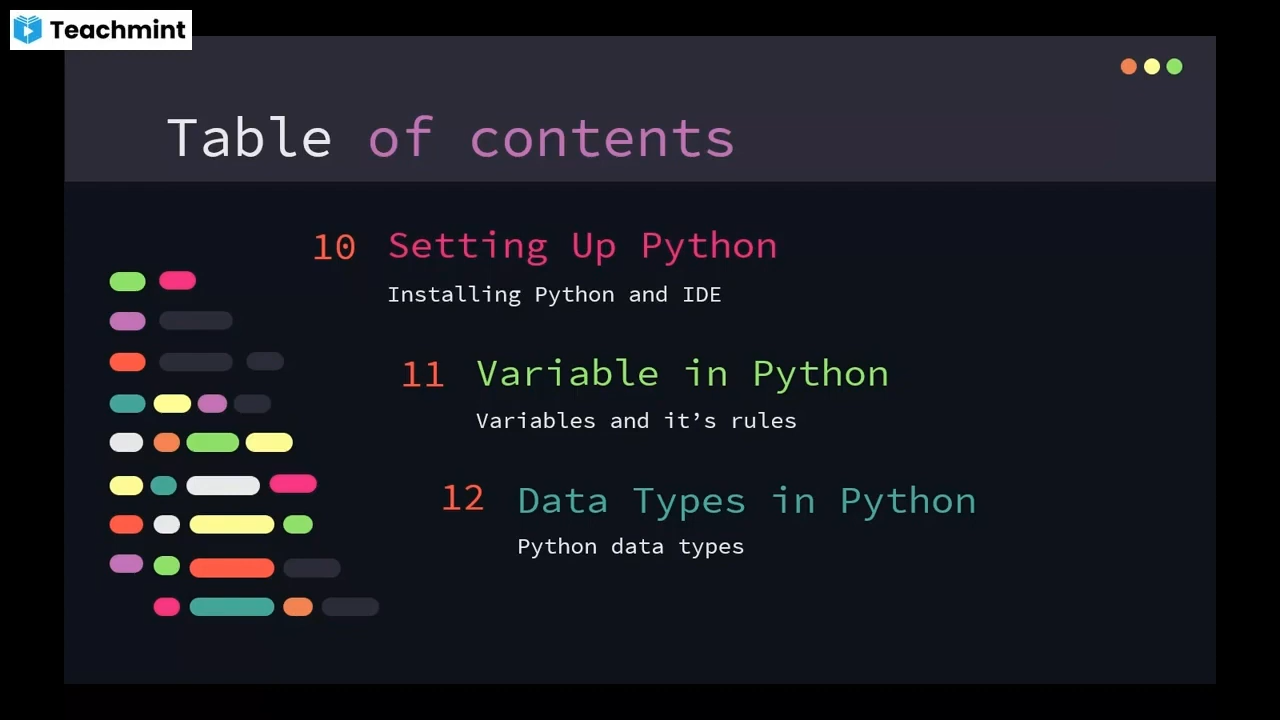 Teachmint
Table of contents
10 Setting Up Python
Installing Python and IDE
11 Variable in Python
Variables and it’s rules
12 Data Types in Python
Python data types